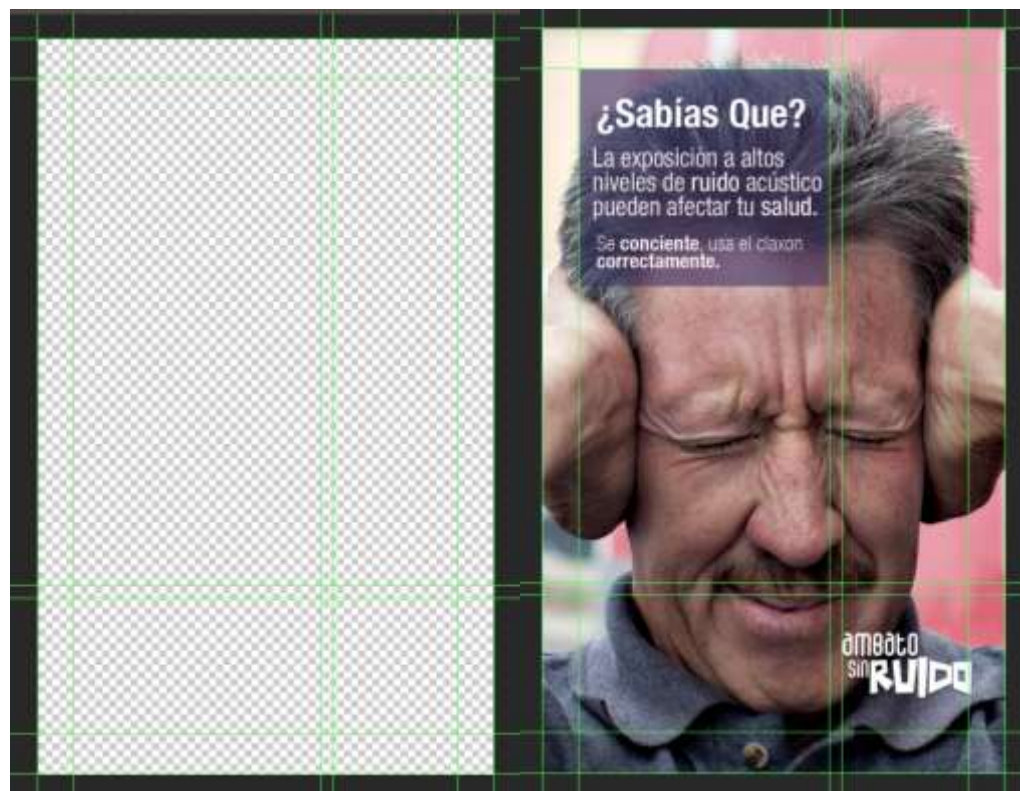 ¿Sabías Que?
La exposición a altos
niveles de ruido acústico
pueden afectar tu salud.
Se conciente, usa el claxon
correctamente.
aMBato
sin RUIDO